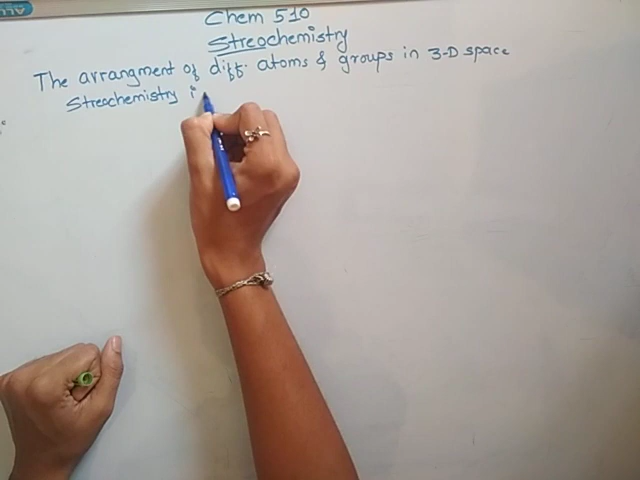 Chem 510
Streochemistry
The arrangment of diff. atoms & groups in 3-D space
Streochemistry i